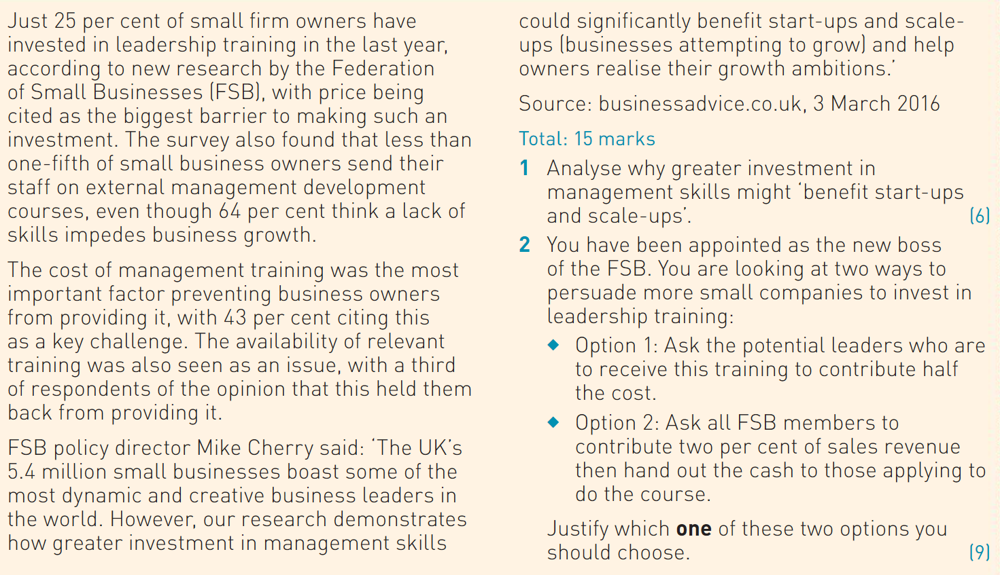 Just 25 per cent of small firm owners have
invested in leadership training in the last year,
according to new research by the Federation
of Small Businesses (FSB), with price being
cited as the biggest barrier to making such an
investment. The survey also found that less than
one-fifth of small business owners send their
staff on external management development
courses, even though 64 per cent think a lack of
skills impedes business growth.
The cost of management training was the most
important factor preventing business owners
from providing it, with 43 per cent citing this
as a key challenge. The availability of relevant
training was also seen as an issue, with a third
of respondents of the opinion that this held them
back from providing it.
FSB policy director Mike Cherry said: ‘The UK’s
5.4 million small businesses boast some of the
most dynamic and creative business leaders in
the world. However, our research demonstrates
how greater investment in management skills
could significantly benefit start-ups and scale-
ups (businesses attempting to grow) and help
owners realise their growth ambitions.’
Source: businessadvice.co.uk, 3 March 2016
Total: 15 marks
1 Analyse why greater investment in
management skills might ‘benefit start-ups
and scale-ups’. (6)
2 You have been appointed as the new boss
of the FSB. You are looking at two ways to
persuade more small companies to invest in
leadership training:
◆ Option 1: Ask the potential leaders who are
to receive this training to contribute half
the cost.
◆ Option 2: Ask all FSB members to
contribute two per cent of sales revenue
then hand out the cash to those applying to
do the course.
Justify which one of these two options you
should choose. (9)